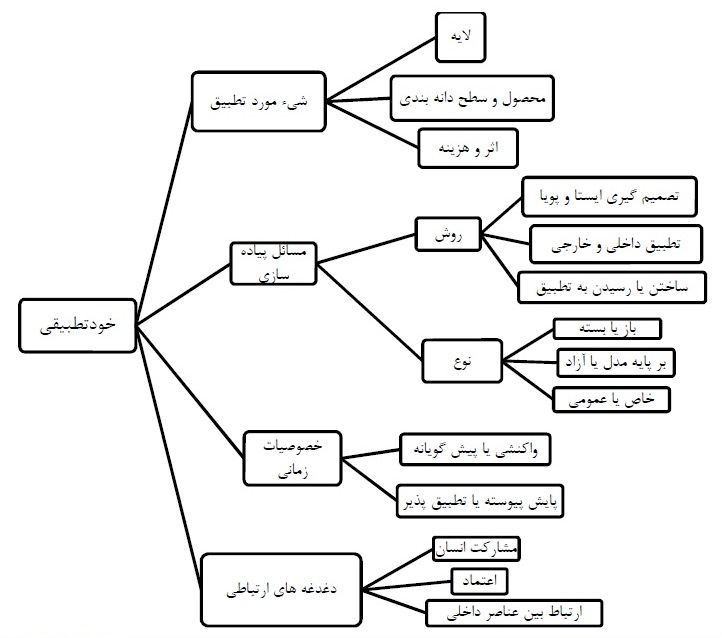 خودتطبیقی
شیء مورد تطبیق
لایه
محصول و سطح دانه بندی
اثر و هزینه
مسائل پیاده
سازی
روش
تصمیم گیری ایستا و پویا
تطبیق داخلی و خارجی
ساختن یا رسیدن به تطبیق
نوع
باز یا بسته
بر پایه مدل یا آزاد
خاص یا عمومی
خصوصیات
زمانی
واکنشی یا پیش گویانه
پایش پیوسته یا تطبیق پذیر
دغدغه های ارتباطی
مشارکت انسان
اعتماد
ارتباط بین عناصر داخلی